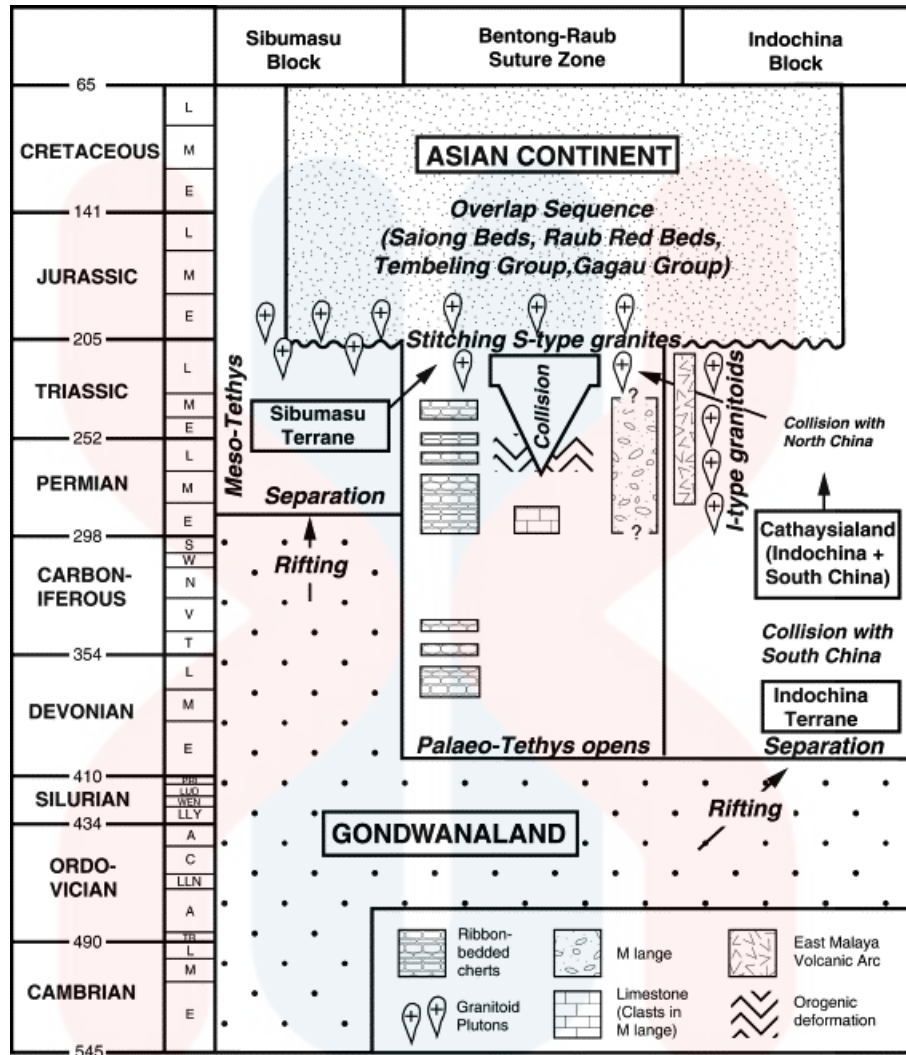 Sibumasu
Block
Bentong-Raub
Suture Zone
Indochina
Block
65
CRETACEOUS
L
M
E
141
JURASSIC
L
M
E
205
TRIASSIC
L
M
E
252
PERMIAN
L
M
E
298
CARBON-
IFEROUS
S
W
N
V
T
354
DEVONIAN
L
M
E
410
SILURIAN
PRI
LUD
WEN
LLY
434
ORDO-
VICIAN
A
C
LLN
A
TR
490
CAMBRIAN
L
M
E
545
ASIAN CONTINENT
Overlap Sequence
(Saiong Beds, Raub Red Beds,
Tembeling Group,Gagau Group)
Stitching S-type granites
Meso-Tethys
Sibumasu
Terrane
Separation
Rifting
Collision
?
?
I-type granitoids
Collision with
North China
Cathaysialand
(Indochina +
South China)
Collision with
South China
Indochina
Terrane
Separation
Palaeo-Tethys opens
Rifting
GONDWANALAND
Ribbon-
bedded
cherts
M lange
East Malaya
Volcanic Arc
Granitoid
Plutons
Limestone
(Clasts in
M lange)
Orogenic
deformation